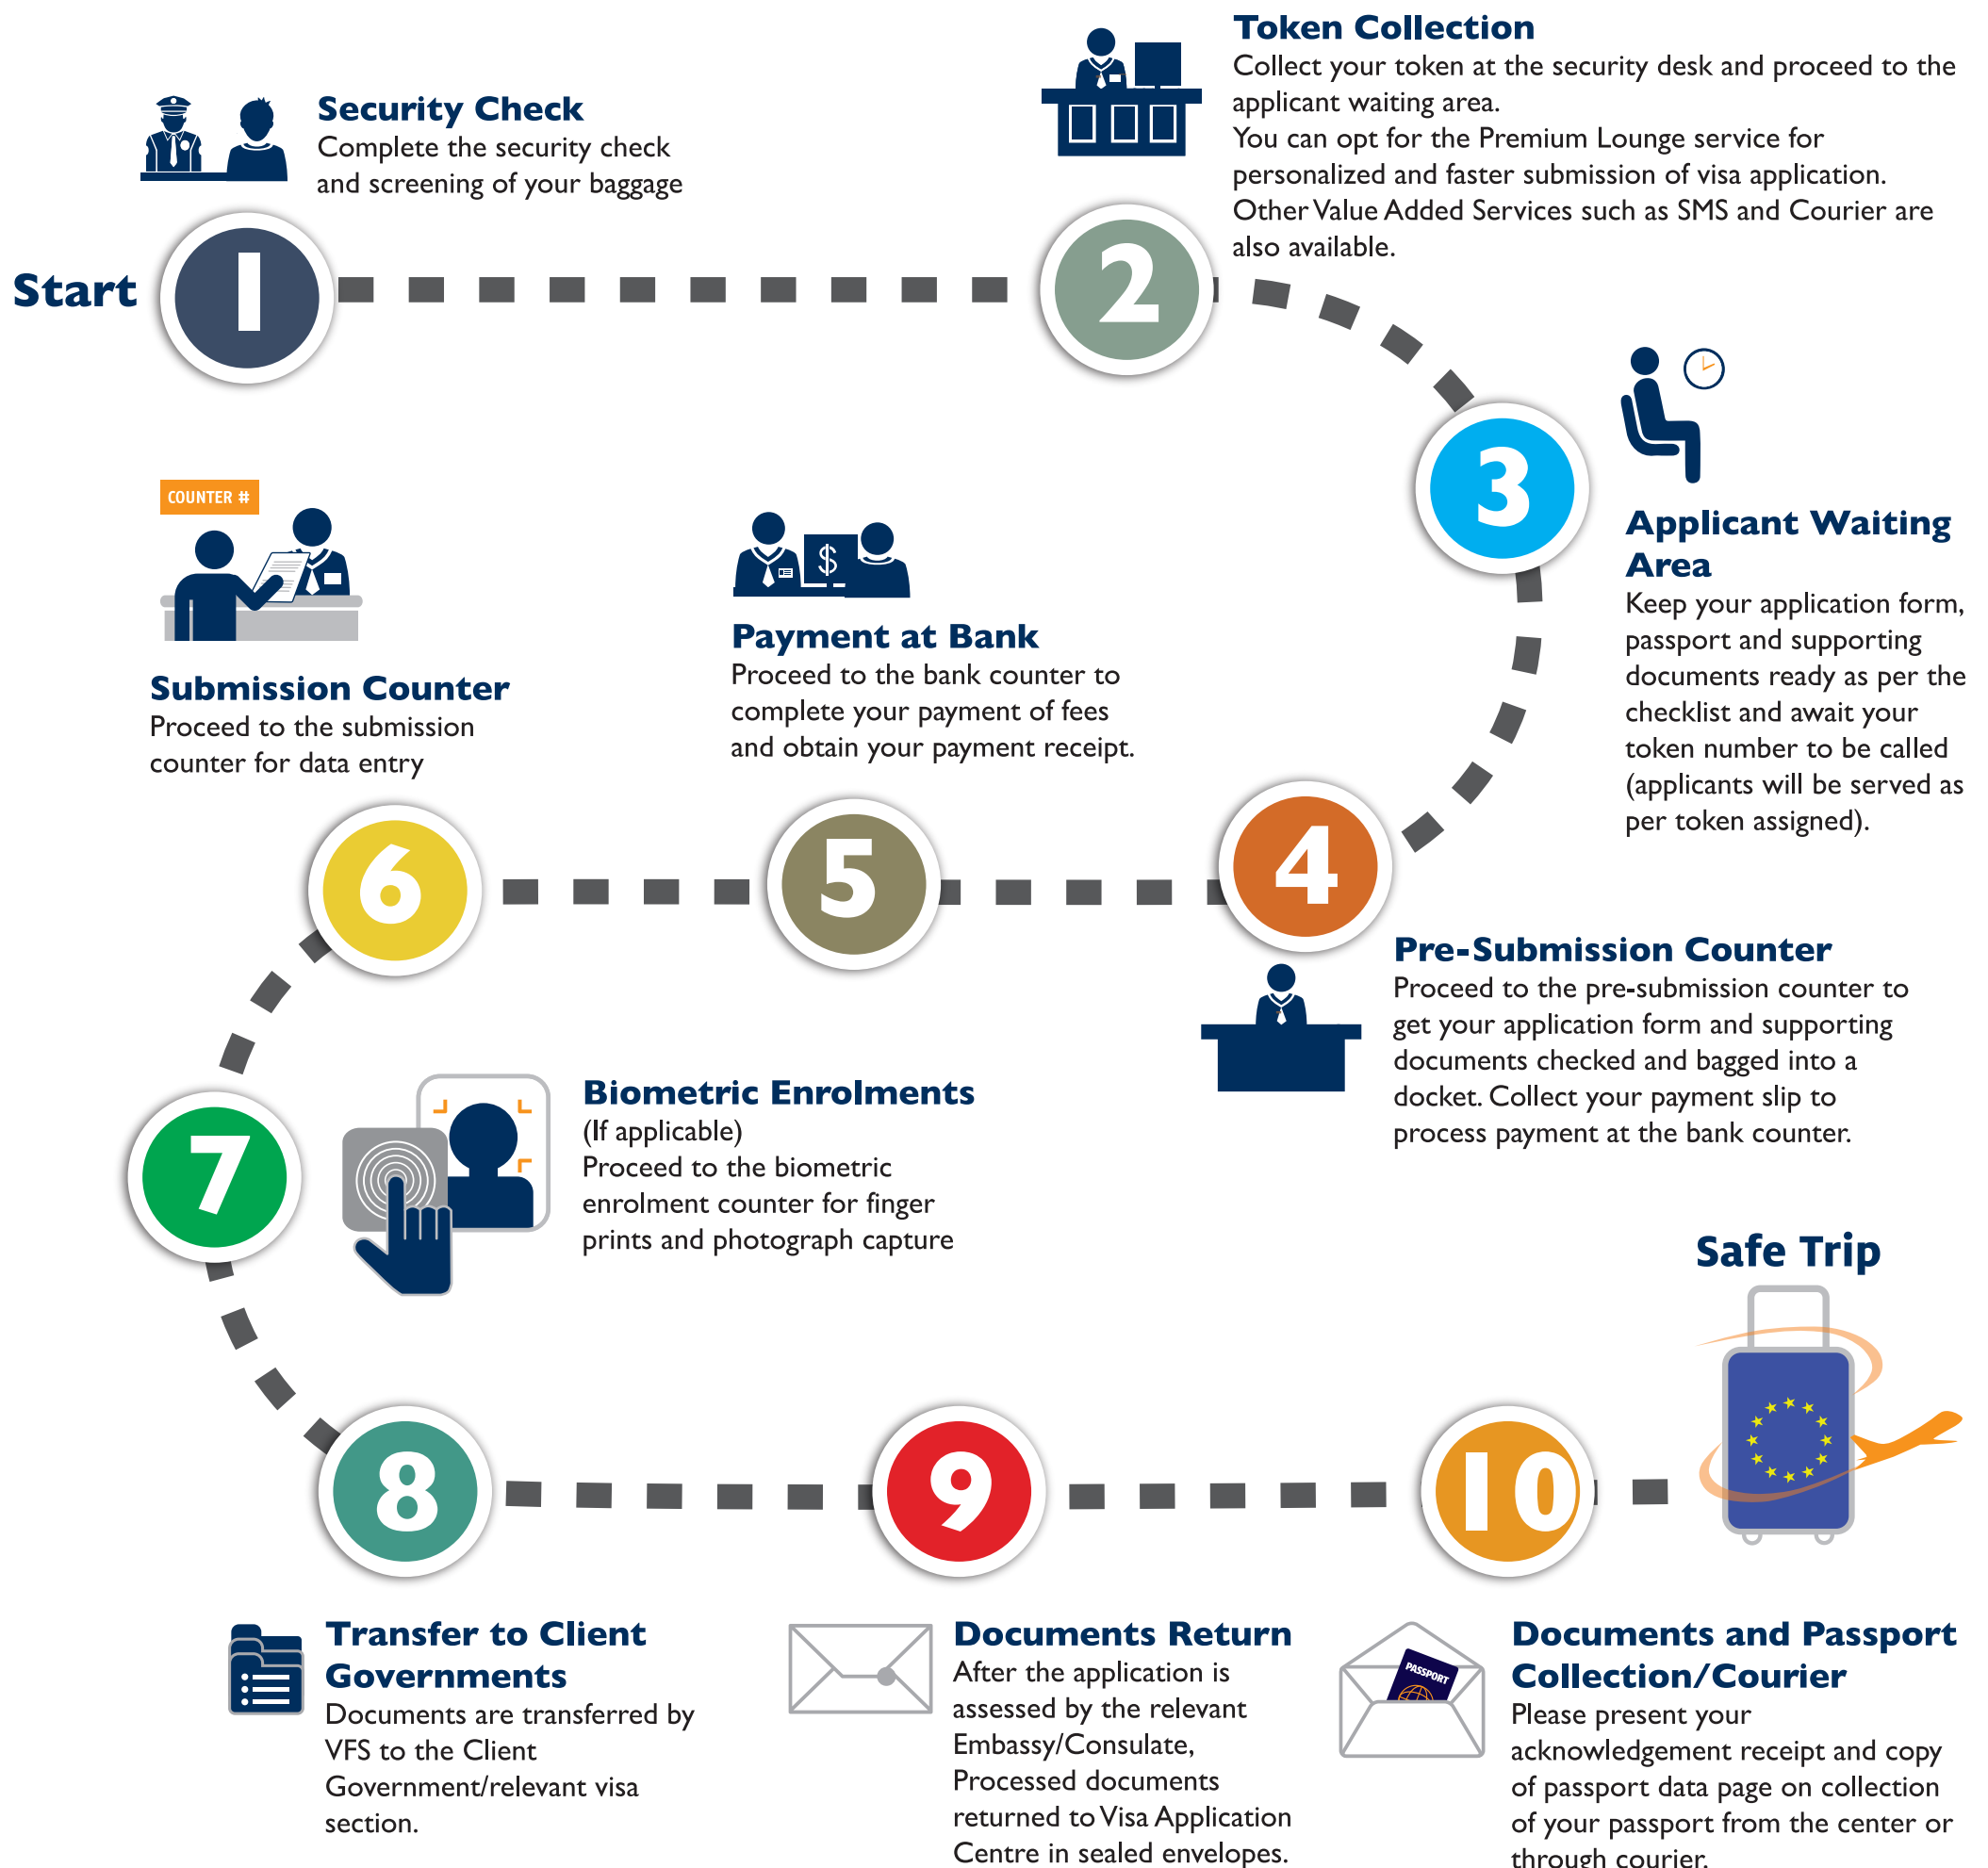 Start
1
Security Check
Complete the security check
and screening of your baggage
2
Token Collection
Collect your token at the security desk and proceed to the
applicant waiting area.
You can opt for the Premium Lounge service for
personalized and faster submission of visa application.
Other Value Added Services such as SMS and Courier are
also available.
3
Applicant Waiting
Area
Keep your application form,
passport and supporting
documents ready as per the
checklist and await your
token number to be called
(applicants will be served as
per token assigned).
4
Pre-Submission Counter
Proceed to the pre-submission counter to
get your application form and supporting
documents checked and bagged into a
docket. Collect your payment slip to
process payment at the bank counter.
$
Payment at Bank
Proceed to the bank counter to
complete your payment of fees
and obtain your payment receipt.
5
COUNTER #
Submission Counter
Proceed to the submission
counter for data entry
6
7
Biometric Enrolments
(If applicable)
Proceed to the biometric
enrolment counter for finger
prints and photograph capture
8
Transfer to Client
Governments
Documents are transferred by
VFS to the Client
Government/relevant visa
section.
9
Documents Return
After the application is
assessed by the relevant
Embassy/Consulate,
Processed documents
returned to Visa Application
Centre in sealed envelopes.
10
PASSPORT
Documents and Passport
Collection/Courier
Please present your
acknowledgement receipt and copy
of passport data page on collection
of your passport from the center or
through courier.
Safe Trip